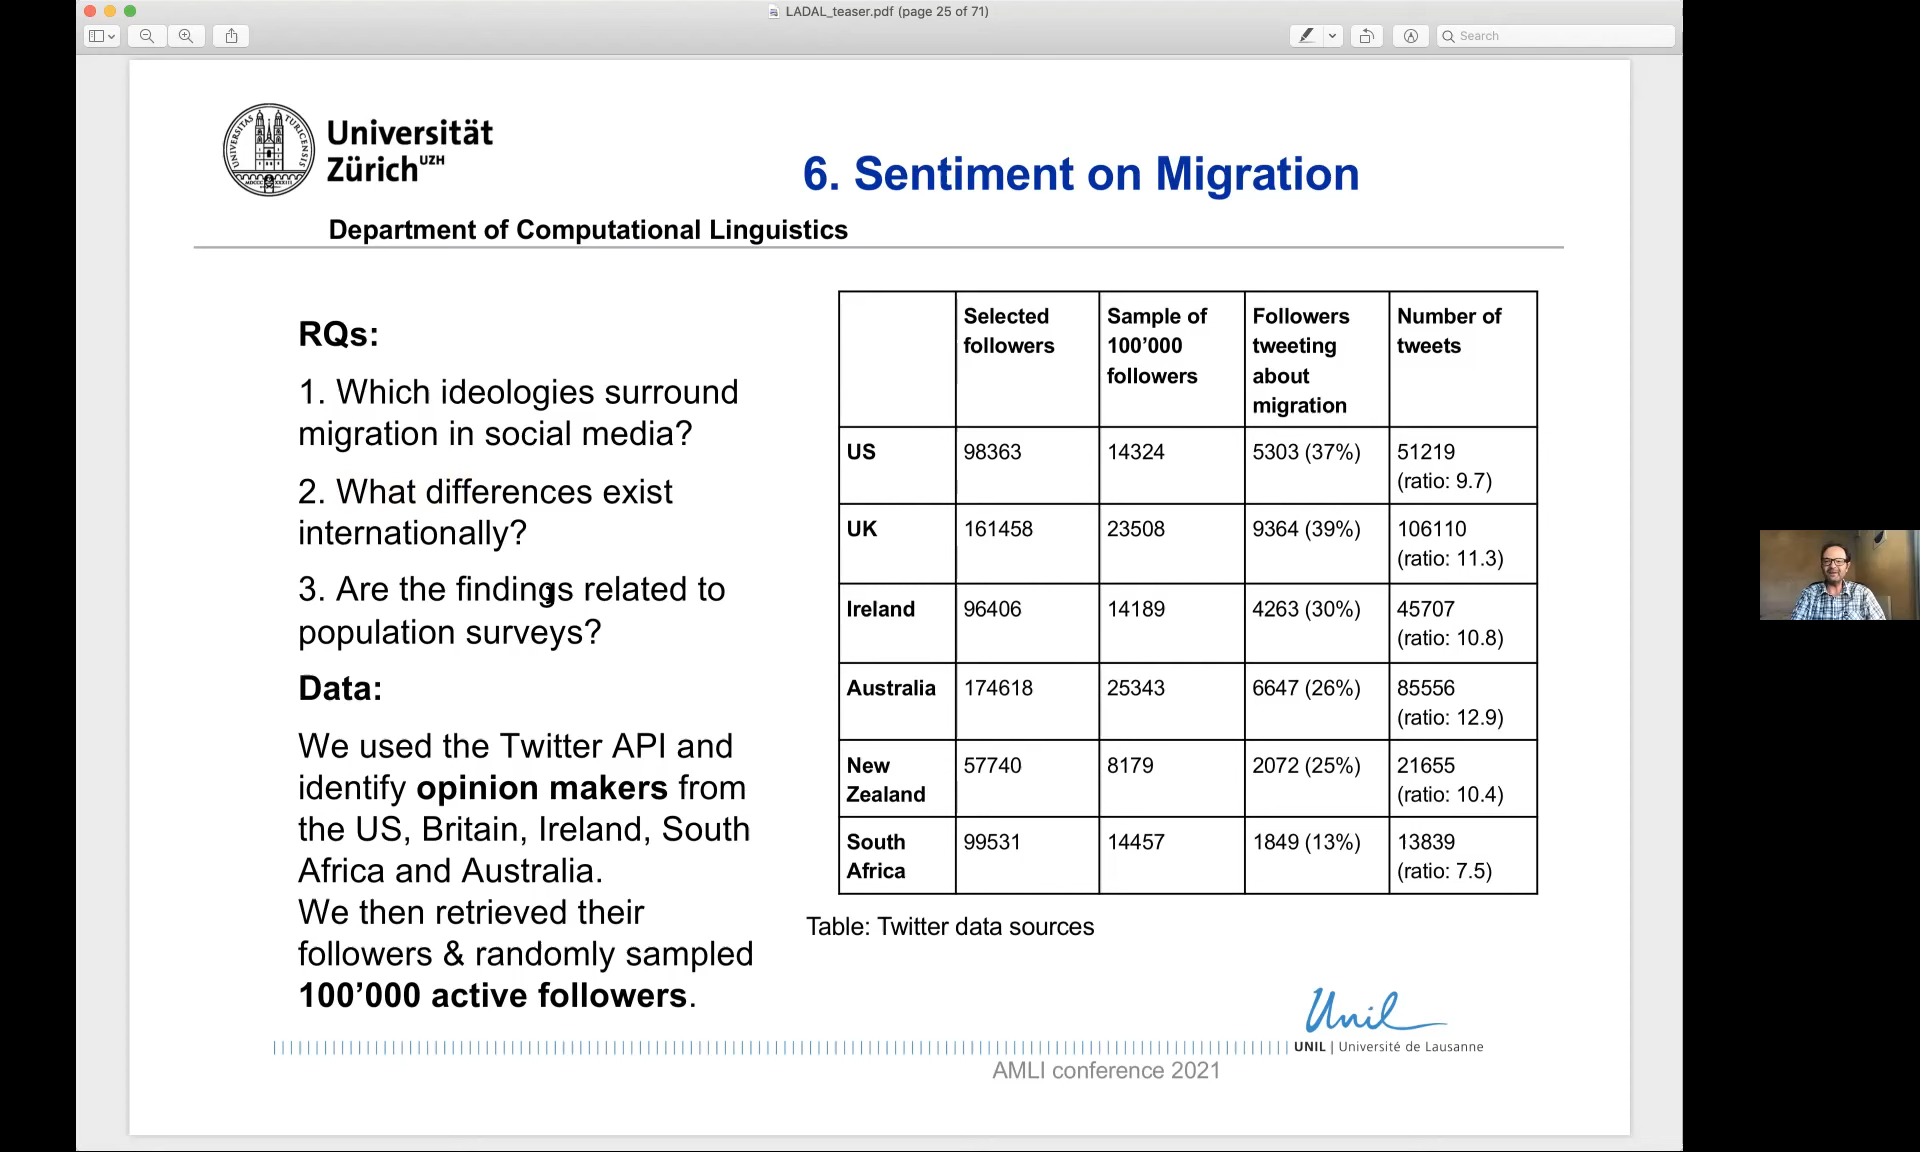 LADAL_teaser.pdf (page 25 of 71)
Search
UNIVERSITAS TURICENSIS
MDCCC XXXIII
Universität
Zürich UZH
6. Sentiment on Migration
Department of Computational Linguistics
RQs:
1. Which ideologies surround
migration in social media?
2. What differences exist
internationally?
3. Are the findings related to
population surveys?
Data:
We used the Twitter API and
identify opinion makers from
the US, Britain, Ireland, South
Africa and Australia.
We then retrieved their
followers & randomly sampled
100’000 active followers.
Selected
followers
Sample of
100’000
followers
Followers
tweeting
about
migration
Number of
tweets
US
98363
14324
5303 (37%)
51219
(ratio: 9.7)
UK
161458
23508
9364 (39%)
106110
(ratio: 11.3)
Ireland
96406
14189
4263 (30%)
45707
(ratio: 10.8)
Australia
174618
25343
6647 (26%)
85556
(ratio: 12.9)
New
Zealand
57740
8179
2072 (25%)
21655
(ratio: 10.4)
South
Africa
99531
14457
1849 (13%)
13839
(ratio: 7.5)
Table: Twitter data sources
Unil
UNIL | Université de Lausanne
AMLI conference 2021